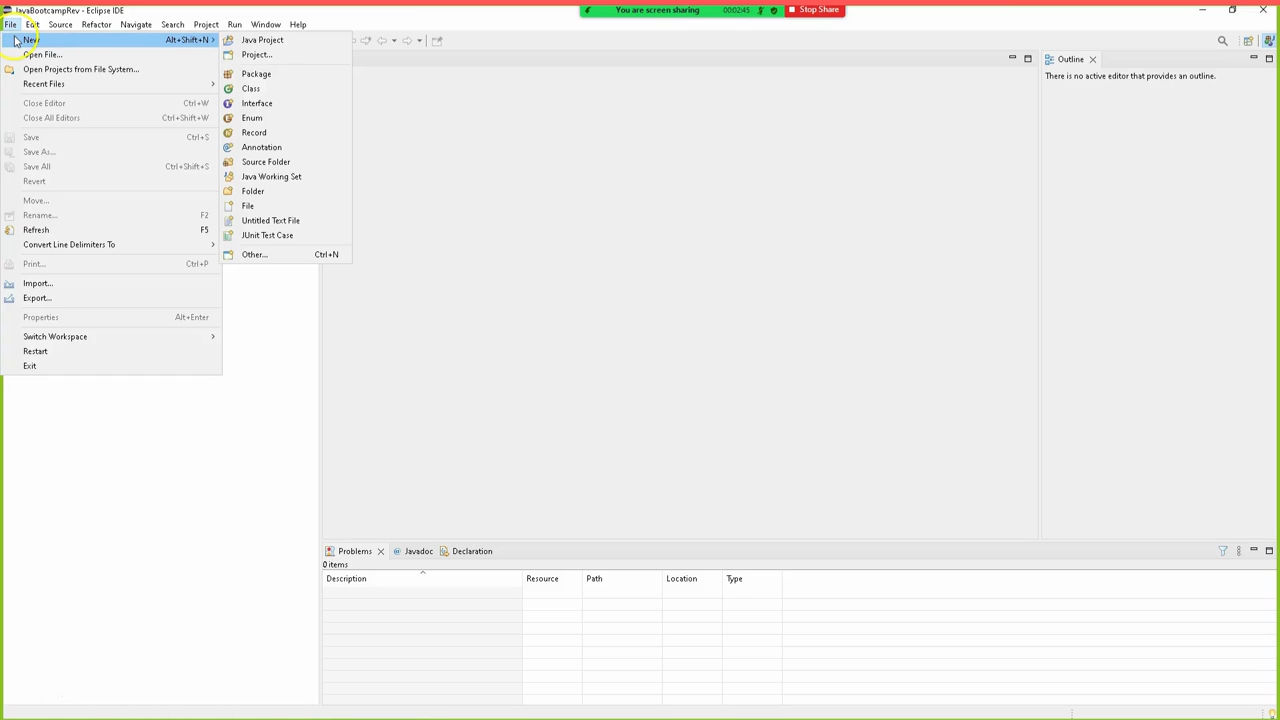 JavaBootcampRev - Eclipse IDE
You are screen sharing
00:02:45
Stop Share
File Edit Source Refactor Navigate Search Project Run Window Help
New Alt+Shift+N
Open File...
Open Projects from File System...
Recent Files
Close Editor Ctrl+W
Close All Editors Ctrl+Shift+W
Save Ctrl+S
Save As...
Save All Ctrl+Shift+S
Revert
Move...
Rename... F2
Refresh F5
Convert Line Delimiters To
Print... Ctrl+P
Import...
Export...
Properties Alt+Enter
Switch Workspace
Restart
Exit
Java Project
Project...
Package
Class
Interface
Enum
Record
Annotation
Source Folder
Java Working Set
Folder
File
Untitled Text File
JUnit Test Case
Other... Ctrl+N
Outline
There is no active editor that provides an outline.
Problems @ Javadoc Declaration
0 items
Description Resource Path Location Type